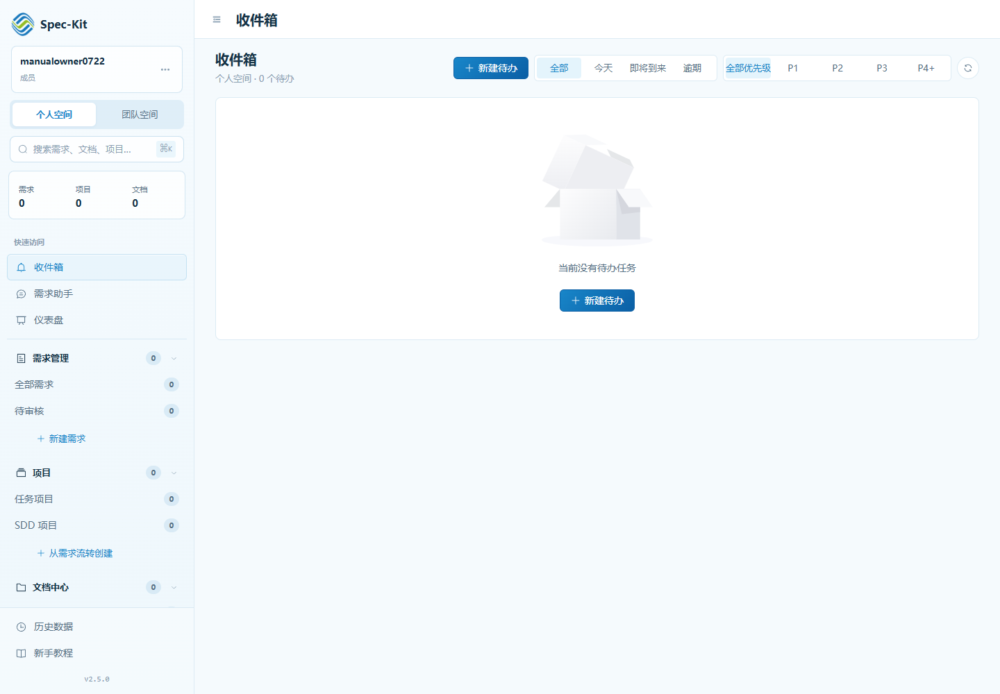 Spec-Kit
manualowner0722
成员
个人空间
团队空间
搜索需求、文档、项目...
⌘K
需求
项目
文档
0
0
0
快速访问
收件箱
需求助手
仪表盘
需求管理
0
全部需求
0
待审核
0
新建需求
项目
0
任务项目
0
SDD 项目
0
从需求流转创建
文档中心
0
历史数据
新手教程
v2.5.0
收件箱
收件箱
个人空间 · 0 个待办
新建待办
全部
今天
即将到来
逾期
全部优先级
P1
P2
P3
P4+
当前没有待办任务
新建待办